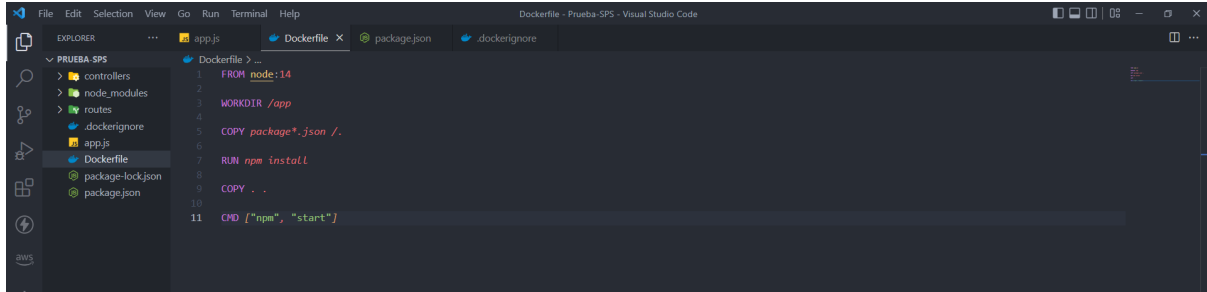 File Edit Selection View Go Run Terminal Help Dockerfile - Prueba-SPS - Visual Studio Code
EXPLORER ... JS app.js Dockerfile package.json .dockerignore
PRUEBA-SPS Dockerfile > ...
controllers 1 FROM node:14
node_modules 2
routes 3 WORKDIR /app
.dockerignore 4
JS app.js 5 COPY package*.json /.
Dockerfile 6
package-lock.json 7 RUN npm install
package.json 8
9 COPY . .
10
11 CMD ["npm", "start"]
aws